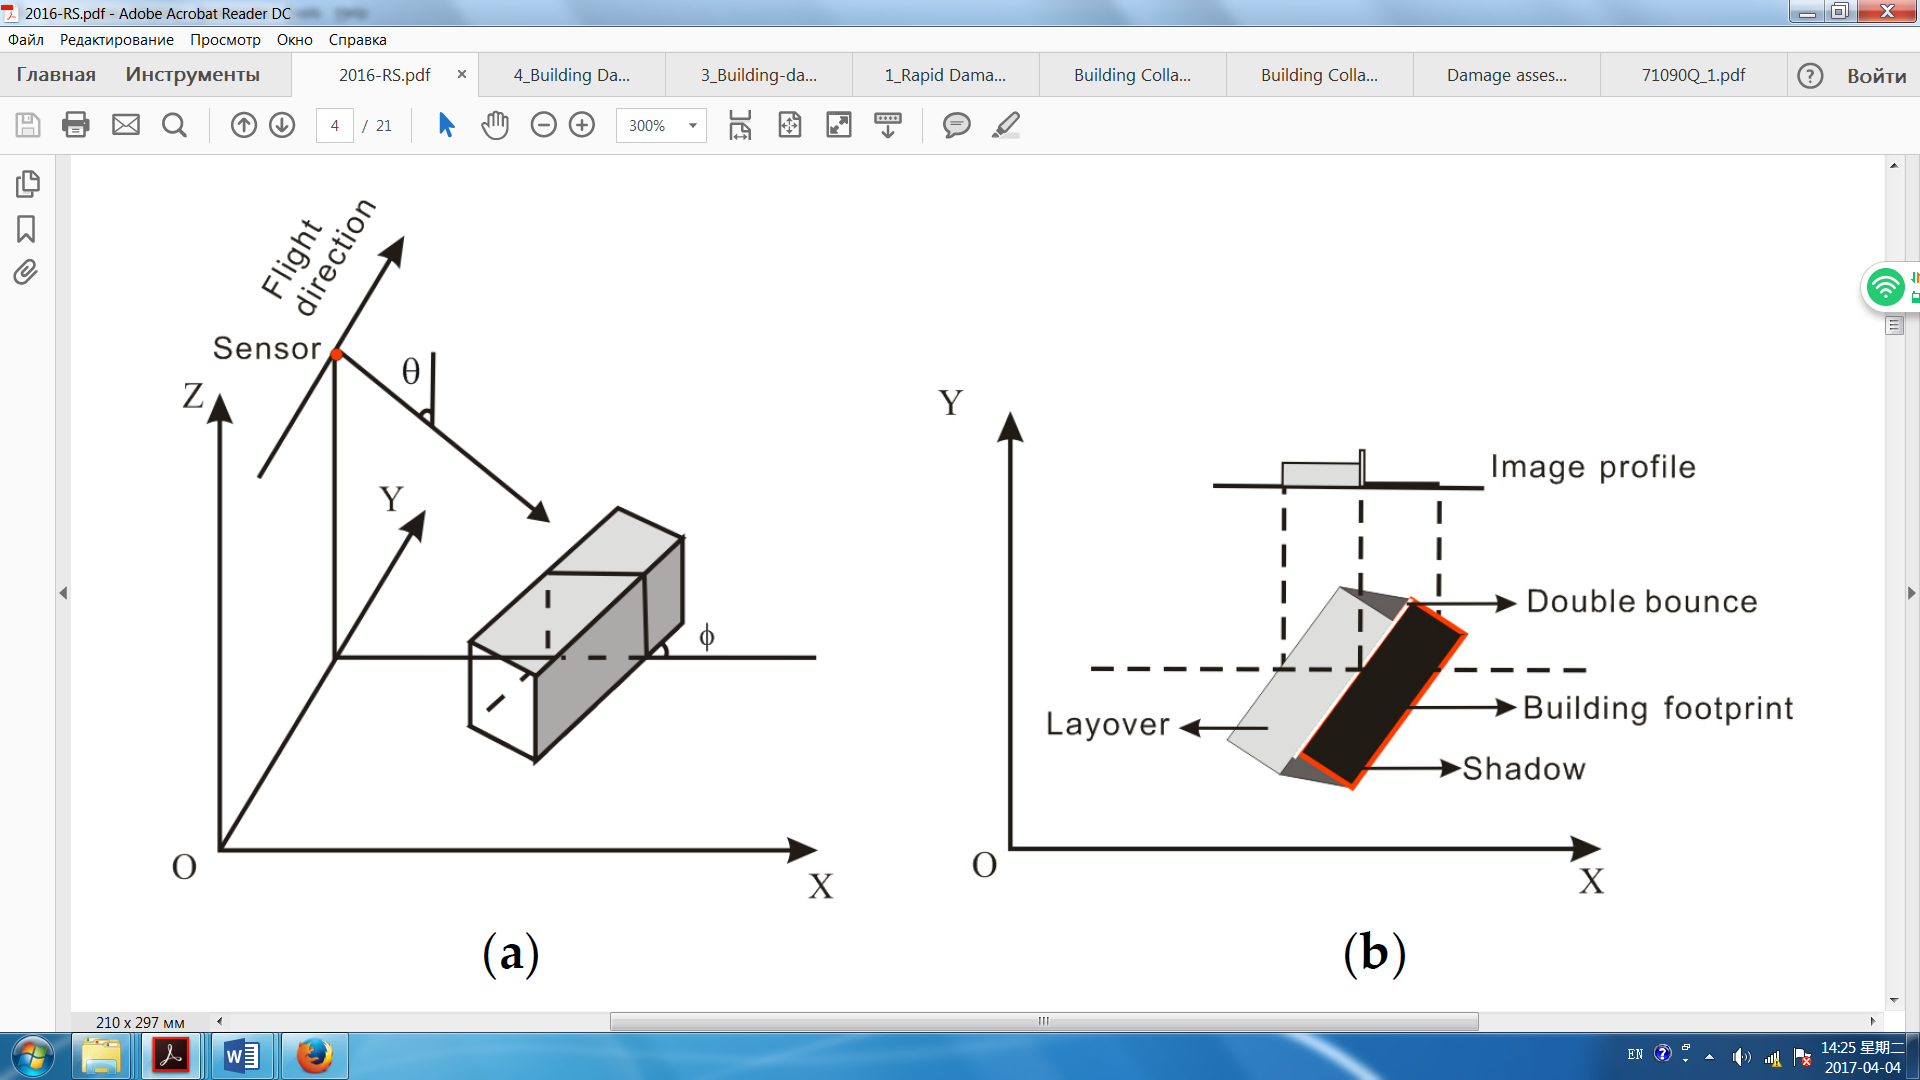 2016-RS.pdf - Adobe Acrobat Reader DC
Файл Редактирование Просмотр Окно Справка
Главная Инструменты 2016-RS.pdf × 4_Building Da... 3_Building-da... 1_Rapid Dama... Building Colla... Building Colla... Damage asses... 71090Q_1.pdf ? Войти
4 / 21 300%
Flight
direction
Sensor
θ
Z
Y
ϕ
O
X
(a)
Y
Image profile
Double bounce
Building footprint
Layover
Shadow
O
X
(b)
210 x 297 мм
EN ? 14:25 星期二
2017-04-04